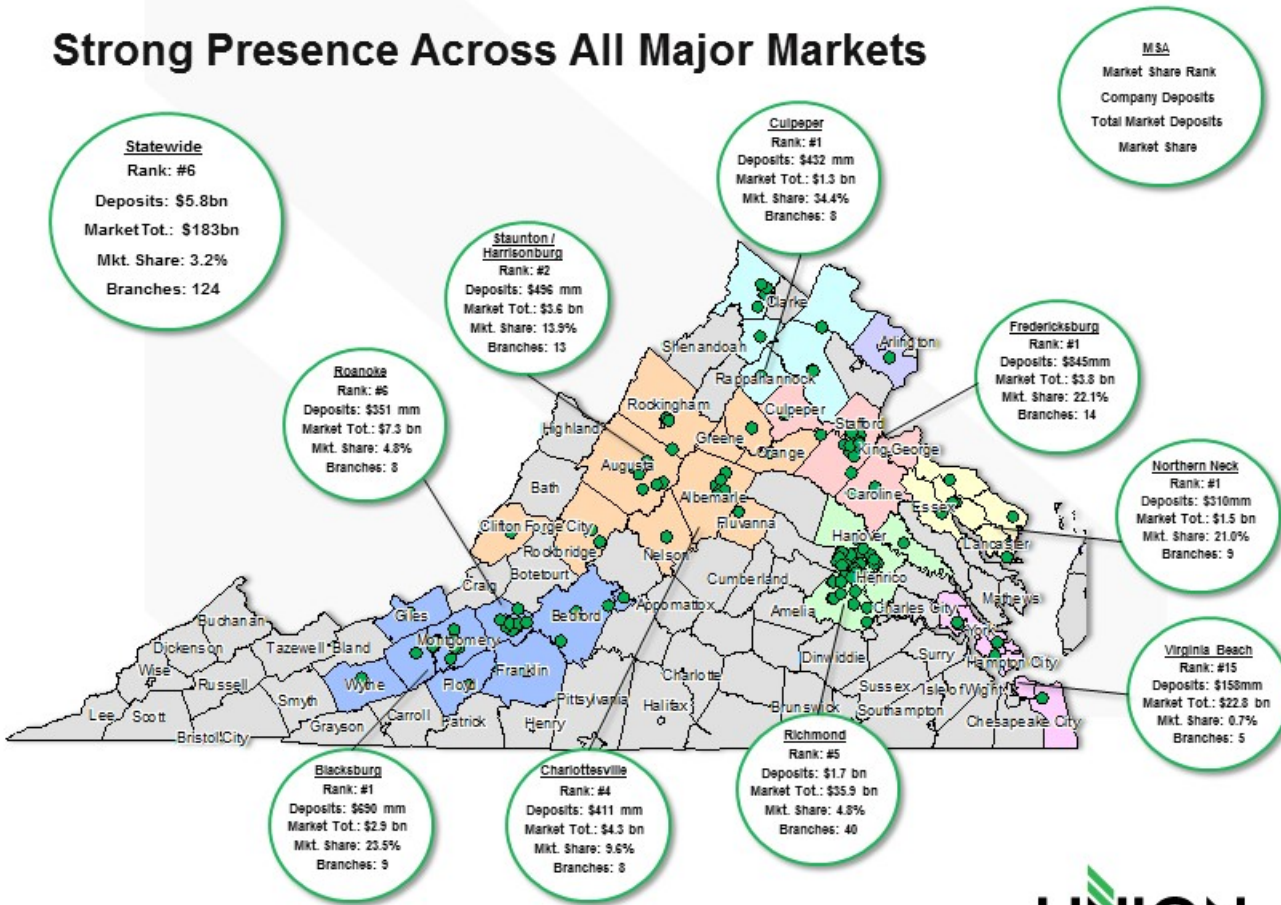 Strong Presence Across All Major Markets
MSA
Market Share Rank
Company Deposits
Total Market Deposits
Market Share
Statewide
Rank: #6
Deposits: $5.8bn
Market Tot.: $183bn
Mkt. Share: 3.2%
Branches: 124
Culpeper
Rank: #1
Deposits: $432 mm
Market Tot.: $1.3 bn
Mkt. Share: 34.4%
Branches: 8
Staunton /
Harrisonburg
Rank: #2
Deposits: $496 mm
Market Tot.: $3.6 bn
Mkt. Share: 13.9%
Branches: 13
Fredericksburg
Rank: #1
Deposits: $845mm
Market Tot.: $3.8 bn
Mkt. Share: 22.1%
Branches: 14
Roanoke
Rank: #6
Deposits: $351 mm
Market Tot.: $7.3 bn
Mkt. Share: 4.8%
Branches: 8
Northern Neck
Rank: #1
Deposits: $310mm
Market Tot.: $1.5 bn
Mkt. Share: 21.0%
Branches: 9
Virginia Beach
Rank: #15
Deposits: $158mm
Market Tot.: $22.8 bn
Mkt. Share: 0.7%
Branches: 5
Blacksburg
Rank: #1
Deposits: $690 mm
Market Tot.: $2.9 bn
Mkt. Share: 23.5%
Branches: 9
Charlottesville
Rank: #4
Deposits: $411 mm
Market Tot.: $4.3 bn
Mkt. Share: 9.6%
Branches: 8
Richmond
Rank: #5
Deposits: $1.7 bn
Market Tot.: $35.9 bn
Mkt. Share: 4.8%
Branches: 40
Clarke
Shenandoah
Arlington
Rappahannock
Rockingham
Culpeper
Stafford
Highland
Greene
Orange
King George
Augusta
Bath
Albemarle
Caroline
Essex
Fluvanna
Clifton Forge City
Hanover
Rockbridge
Nelson
Lancaster
Botetourt
Cumberland
Henrico
Craig
Appomattox
Amelia
Charles City
Mathews
Giles
Bedford
Buchanan
Montgomery
York
Dickenson
Tazewell
Bland
Dinwiddie
Surry
Hampton City
Wise
Franklin
Charlotte
Russell
Wythe
Floyd
Sussex
Isle of Wight
Smyth
Pittsylvania
Halifax
Brunswick
Southampton
Lee
Scott
Carroll
Patrick
Henry
Chesapeake City
Grayson
Bristol City
UNION